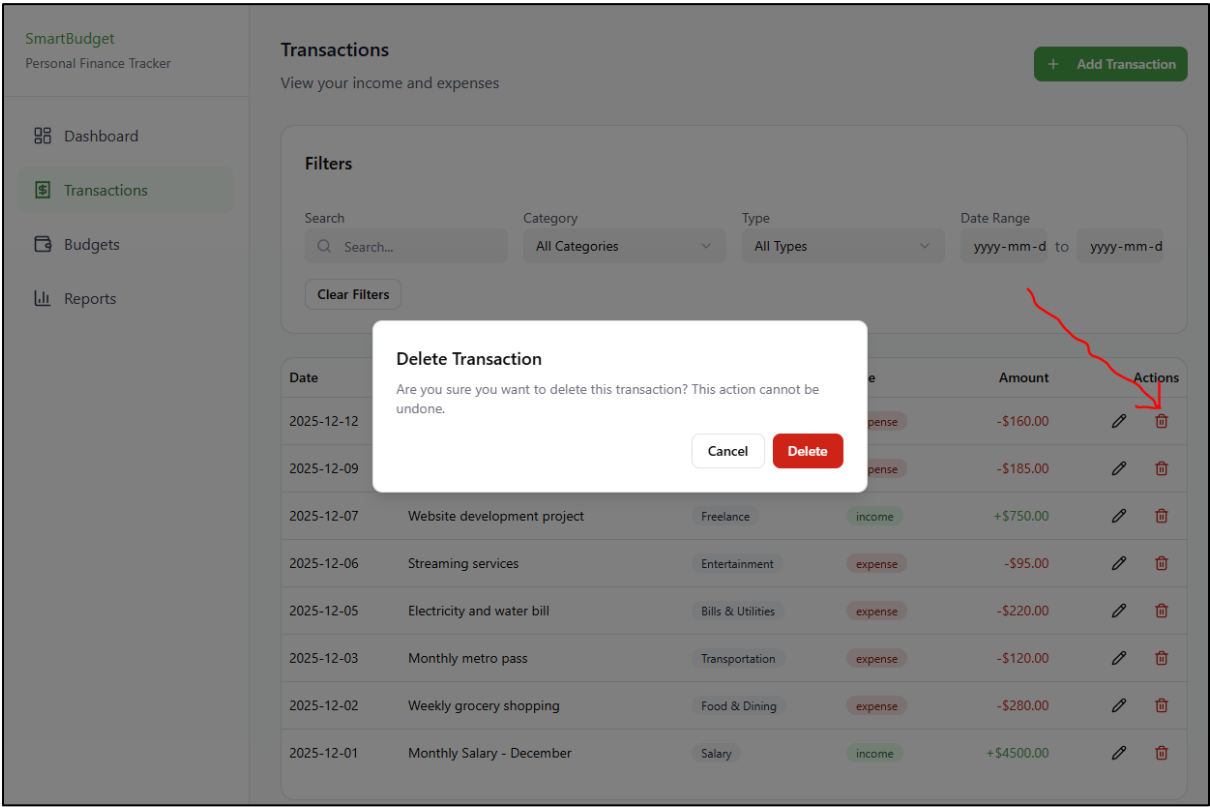 SmartBudget
Personal Finance Tracker
Dashboard
Transactions
Budgets
Reports
Transactions
View your income and expenses
+ Add Transaction
Filters
Search
Category
Type
Date Range
Search...
All Categories
All Types
yyyy-mm-d to yyyy-mm-d
Clear Filters
Delete Transaction
Are you sure you want to delete this transaction? This action cannot be
undone.
Cancel
Delete
Date e Amount Actions
2025-12-12 pense -$160.00
2025-12-09 pense -$185.00
2025-12-07 Website development project Freelance income +$750.00
2025-12-06 Streaming services Entertainment expense -$95.00
2025-12-05 Electricity and water bill Bills & Utilities expense -$220.00
2025-12-03 Monthly metro pass Transportation expense -$120.00
2025-12-02 Weekly grocery shopping Food & Dining expense -$280.00
2025-12-01 Monthly Salary - December Salary income +$4500.00